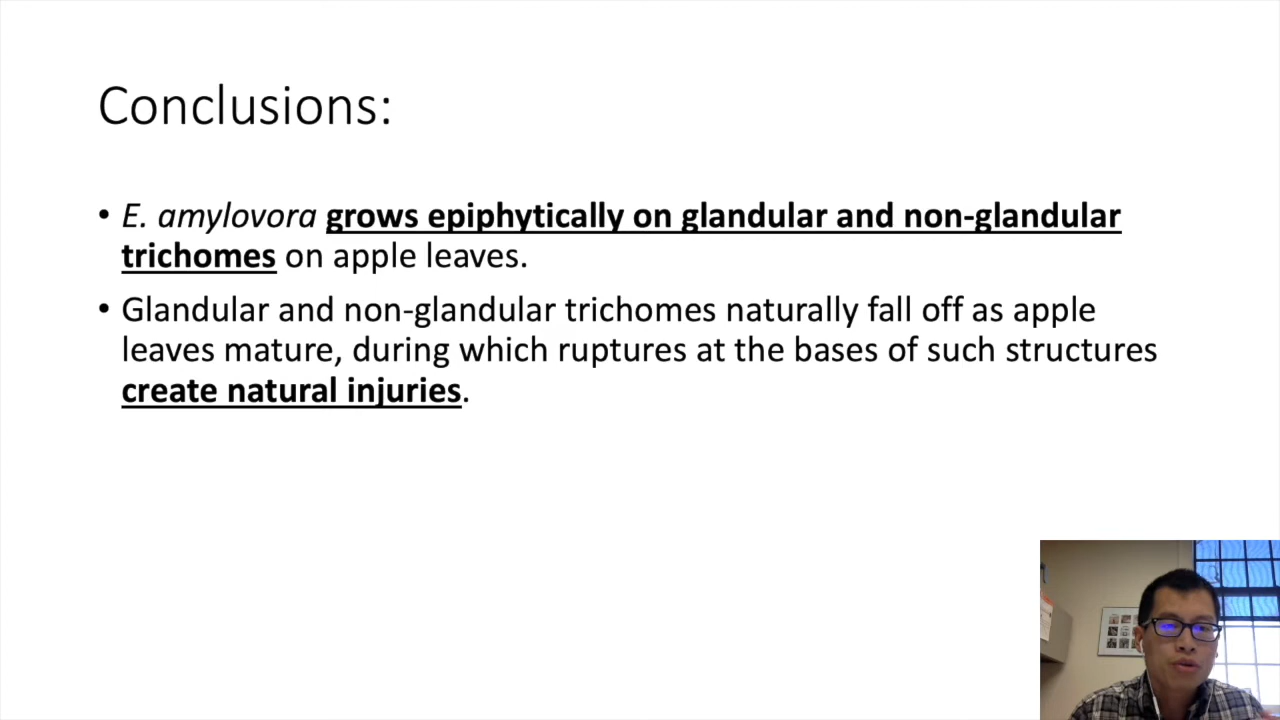 Conclusions:
• E. amylovora grows epiphytically on glandular and non-glandular
trichomes on apple leaves.
• Glandular and non-glandular trichomes naturally fall off as apple
leaves mature, during which ruptures at the bases of such structures
create natural injuries.